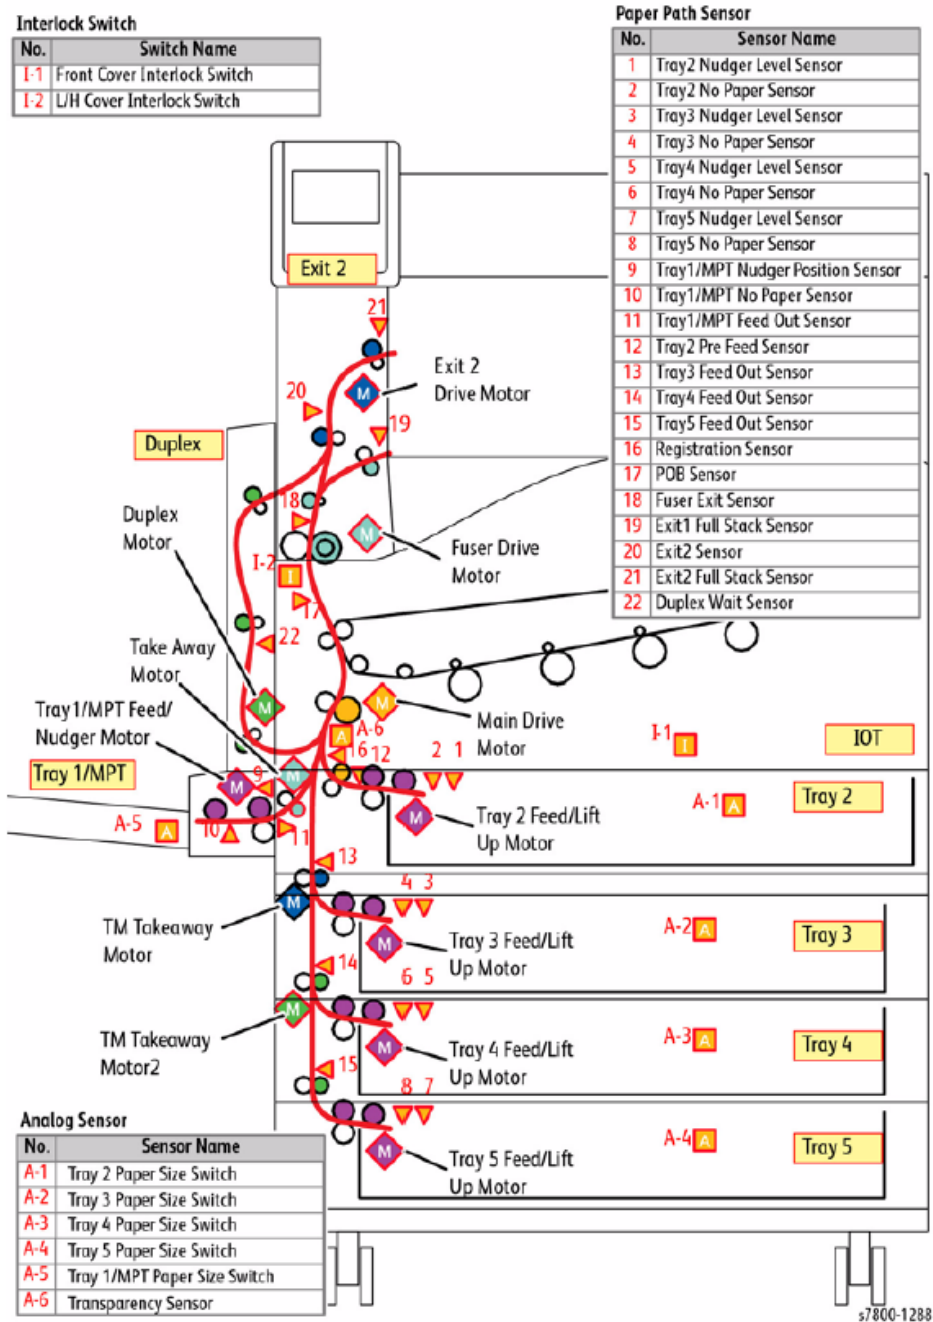 Interlock Switch
No. Switch Name
I-1 Front Cover Interlock Switch
I-2 L/H Cover Interlock Switch
Paper Path Sensor
No. Sensor Name
1 Tray2 Nudger Level Sensor
2 Tray2 No Paper Sensor
3 Tray3 Nudger Level Sensor
4 Tray3 No Paper Sensor
5 Tray4 Nudger Level Sensor
6 Tray4 No Paper Sensor
7 Tray5 Nudger Level Sensor
8 Tray5 No Paper Sensor
9 Tray1/MPT Nudger Position Sensor
10 Tray1/MPT No Paper Sensor
11 Tray1/MPT Feed Out Sensor
12 Tray2 Pre Feed Sensor
13 Tray3 Feed Out Sensor
14 Tray4 Feed Out Sensor
15 Tray5 Feed Out Sensor
16 Registration Sensor
17 POB Sensor
18 Fuser Exit Sensor
19 Exit1 Full Stack Sensor
20 Exit2 Sensor
21 Exit2 Full Stack Sensor
22 Duplex Wait Sensor
Exit 2
21
Exit 2
Drive Motor
M
20
19
Duplex
18
Duplex
Motor
M
Fuser Drive
Motor
I-2
I
17
22
Take Away
Motor
M
M
Tray1/MPT Feed/
Nudger Motor
A-6
A
Main Drive
Motor
I-1
I
IOT
16 12 2 1
Tray 1/MPT
M
9
M
A-1 A
Tray 2
M
Tray 2 Feed/Lift
Up Motor
A-5 A
10
11
13
4 3
M
TM Takeaway
Motor
M
Tray 3 Feed/Lift
Up Motor
A-2 A
Tray 3
14
6 5
M
TM Takeaway
Motor2
M
Tray 4 Feed/Lift
Up Motor
A-3 A
Tray 4
15
8 7
M
Tray 5 Feed/Lift
Up Motor
A-4 A
Tray 5
Analog Sensor
No. Sensor Name
A-1 Tray 2 Paper Size Switch
A-2 Tray 3 Paper Size Switch
A-3 Tray 4 Paper Size Switch
A-4 Tray 5 Paper Size Switch
A-5 Tray 1/MPT Paper Size Switch
A-6 Transparency Sensor
s7800-1288